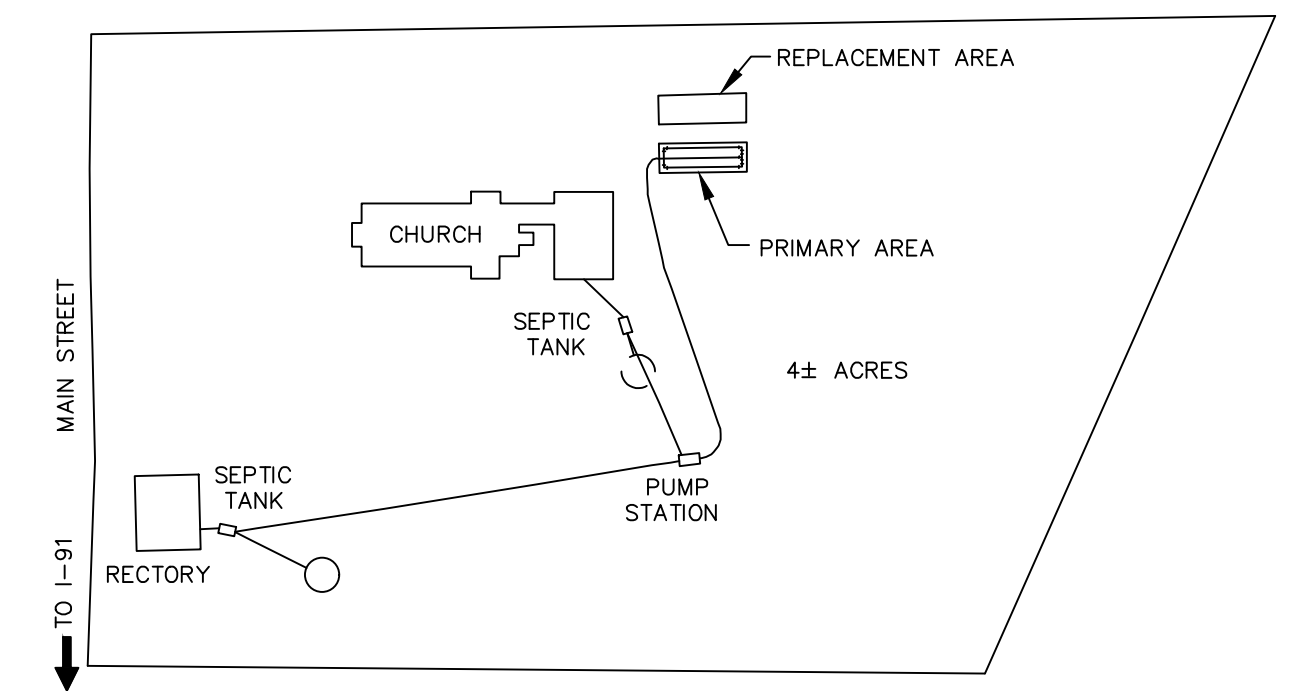 REPLACEMENT AREA
CHURCH
PRIMARY AREA
SEPTIC
TANK
MAIN STREET
4± ACRES
SEPTIC
TANK
PUMP
STATION
RECTORY
TO I-91